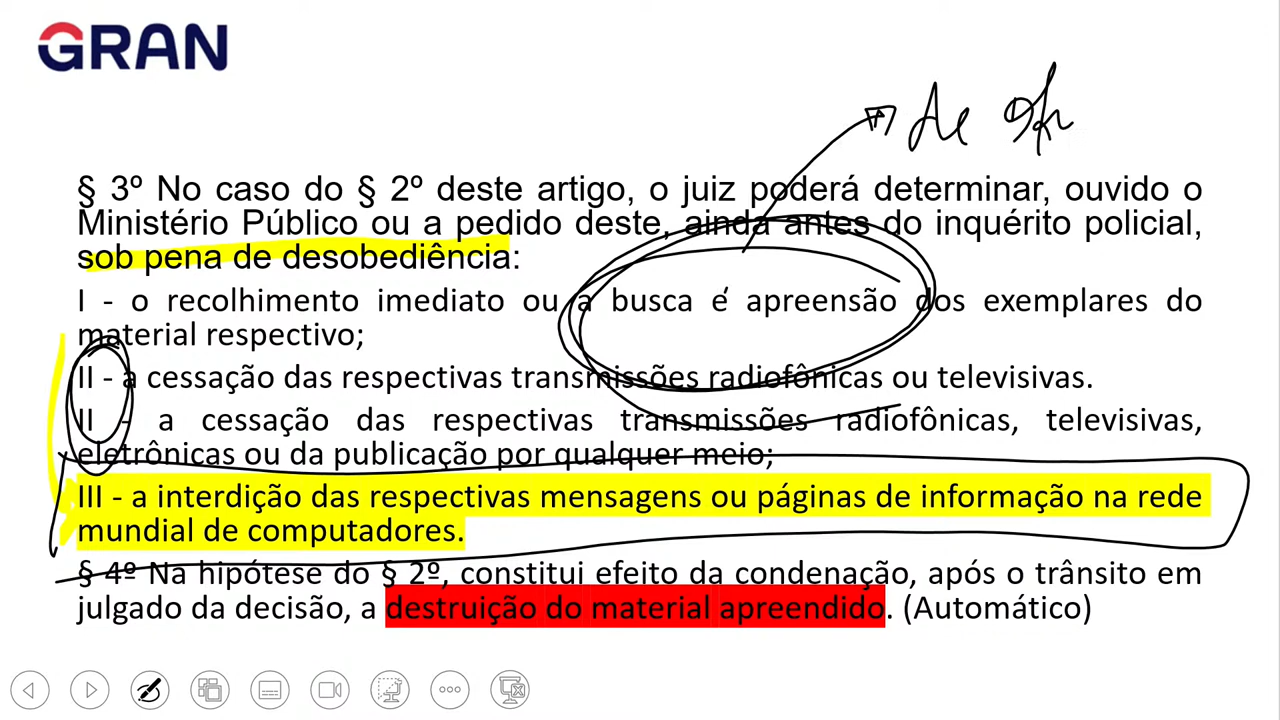 GRAN
de
§ 3º No caso do § 2º deste artigo, o juiz poderá determinar, ouvido o
Ministério Público ou a pedido deste, ainda antes do inquérito policial,
sob pena de desobediência:
I - o recolhimento imediato ou a busca e apreensão dos exemplares do
material respectivo;
II - a cessação das respectivas transmissões radiofônicas ou televisivas.
II - a cessação das respectivas transmissões radiofônicas, televisivas,
eletrônicas ou da publicação por qualquer meio;
III - a interdição das respectivas mensagens ou páginas de informação na rede
mundial de computadores.
§ 4º Na hipótese do § 2º, constitui efeito da condenação, após o trânsito em
julgado da decisão, a destruição do material apreendido. (Automático)